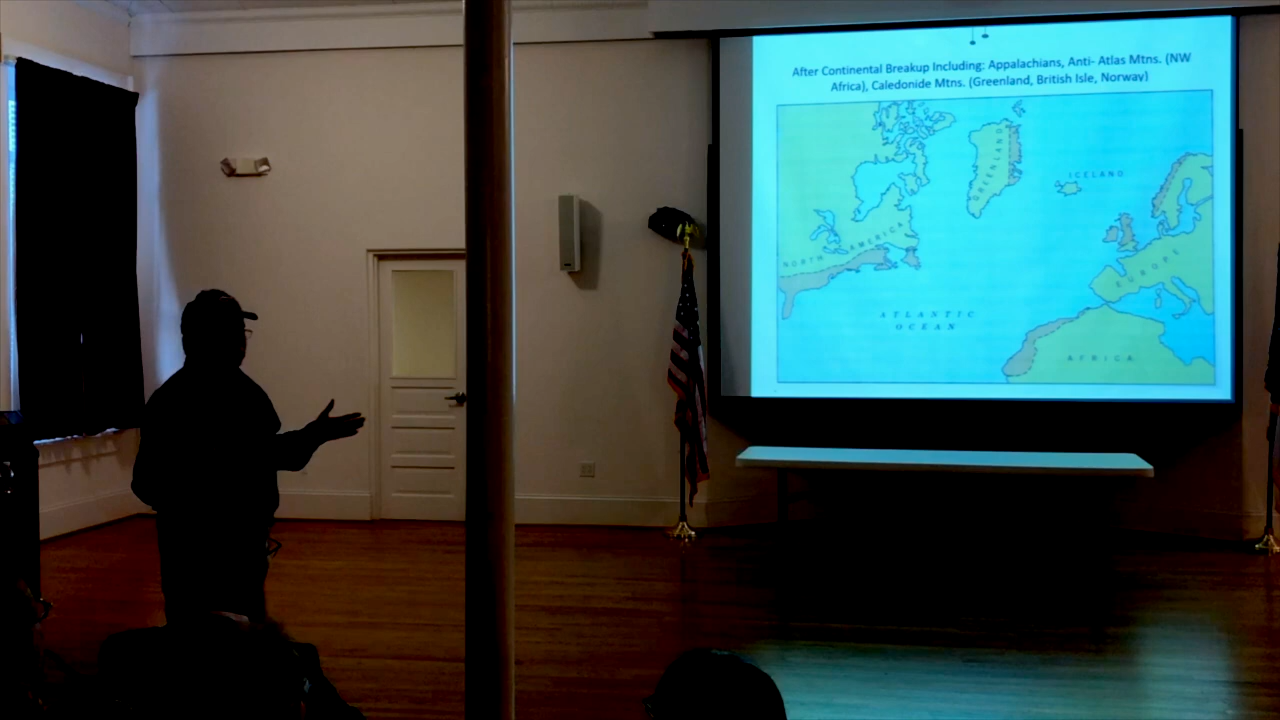 After Continental Breakup Including: Appalachians, Anti- Atlas Mtns. (NW
Africa), Caledonide Mtns. (Greenland, British Isle, Norway)
GREENLAND
ICELAND
NORTH AMERICA
EUROPE
ATLANTIC
OCEAN
AFRICA